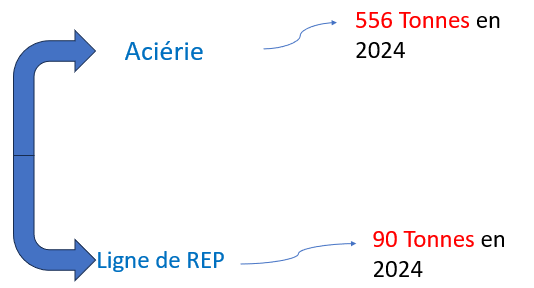 Aciérie
556 Tonnes en
2024
Ligne de REP
90 Tonnes en
2024